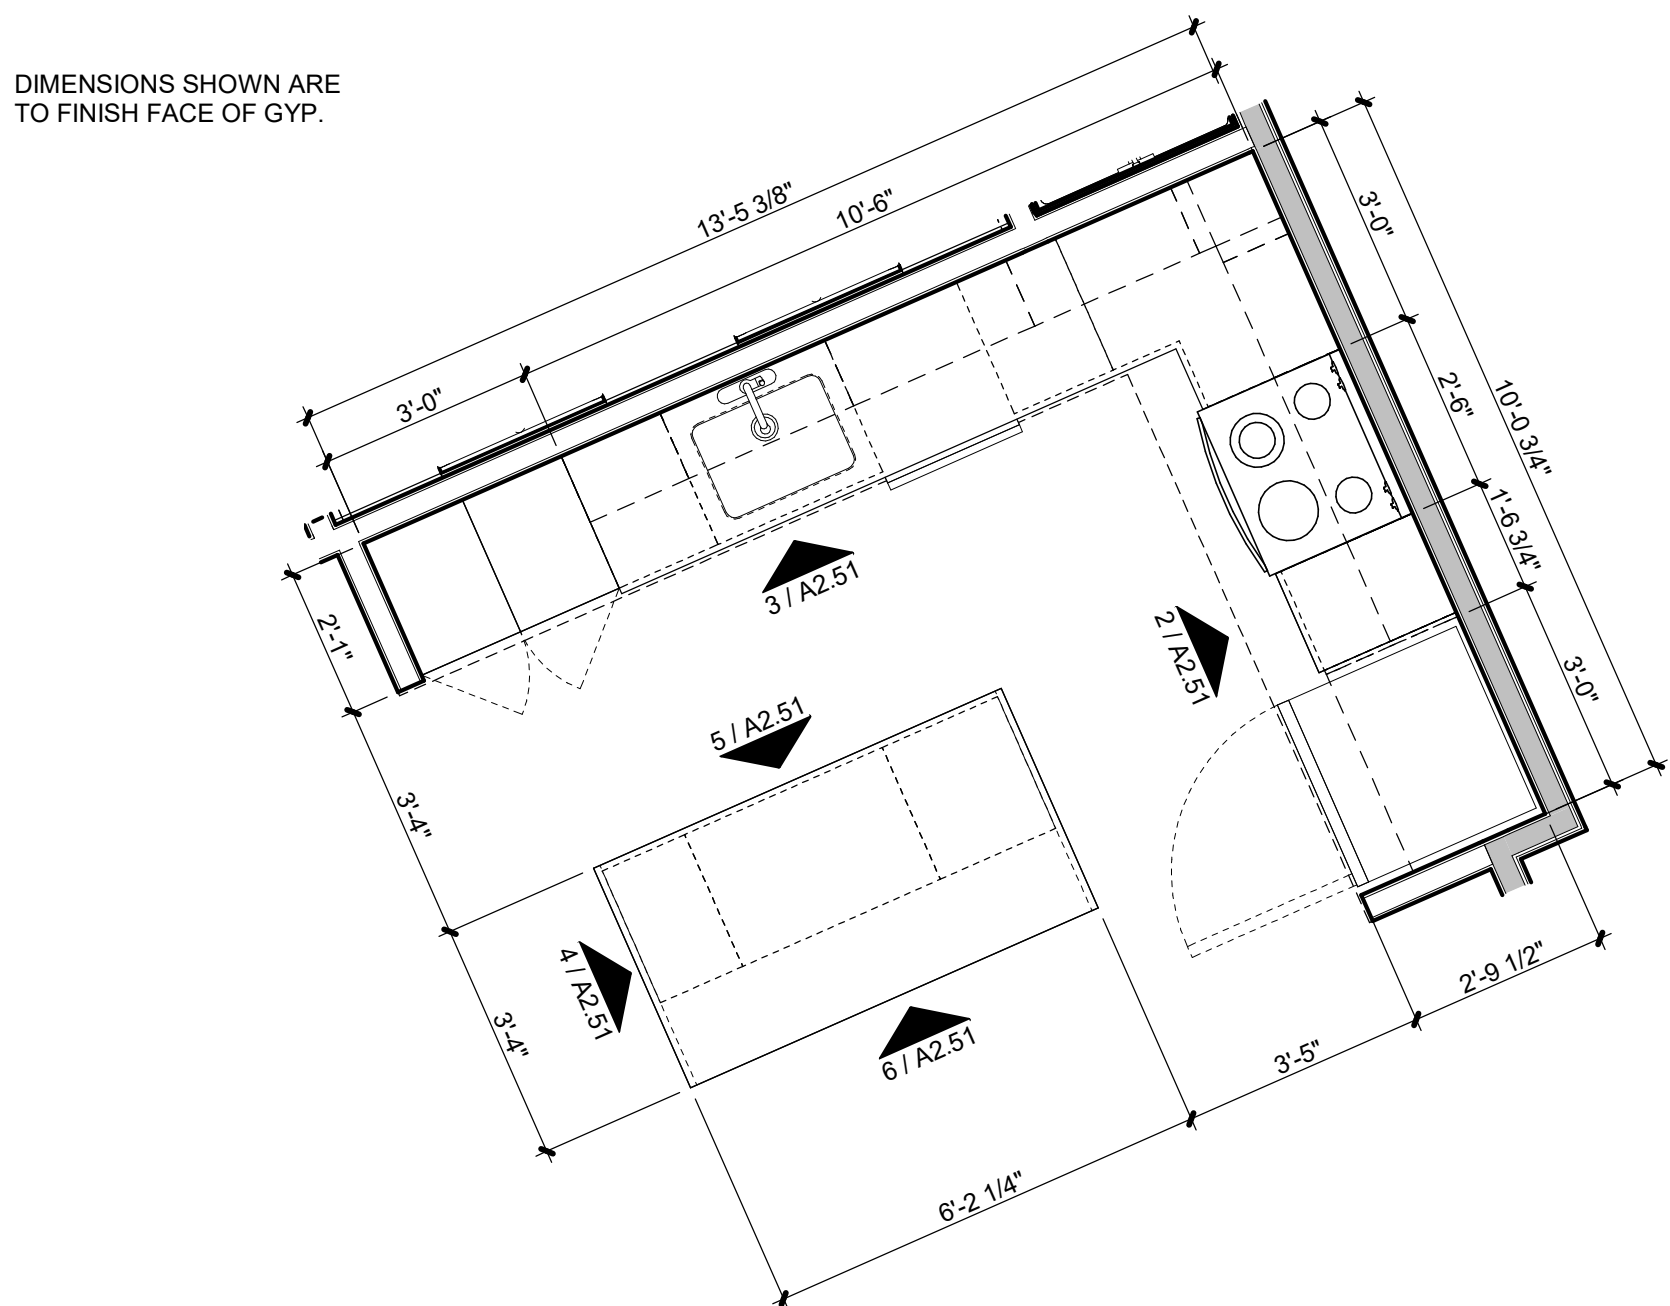 DIMENSIONS SHOWN ARE
TO FINISH FACE OF GYP.
13'-5 3/8"
10'-6"
3'-0"
3'-0"
2'-6"
10'-0 3/4"
1'-6 3/4"
3'-0"
2'-1"
3'-4"
3'-4"
3 / A2.51
2 / A2.51
5 / A2.51
4 / A2.51
6 / A2.51
2'-9 1/2"
3'-5"
6'-2 1/4"